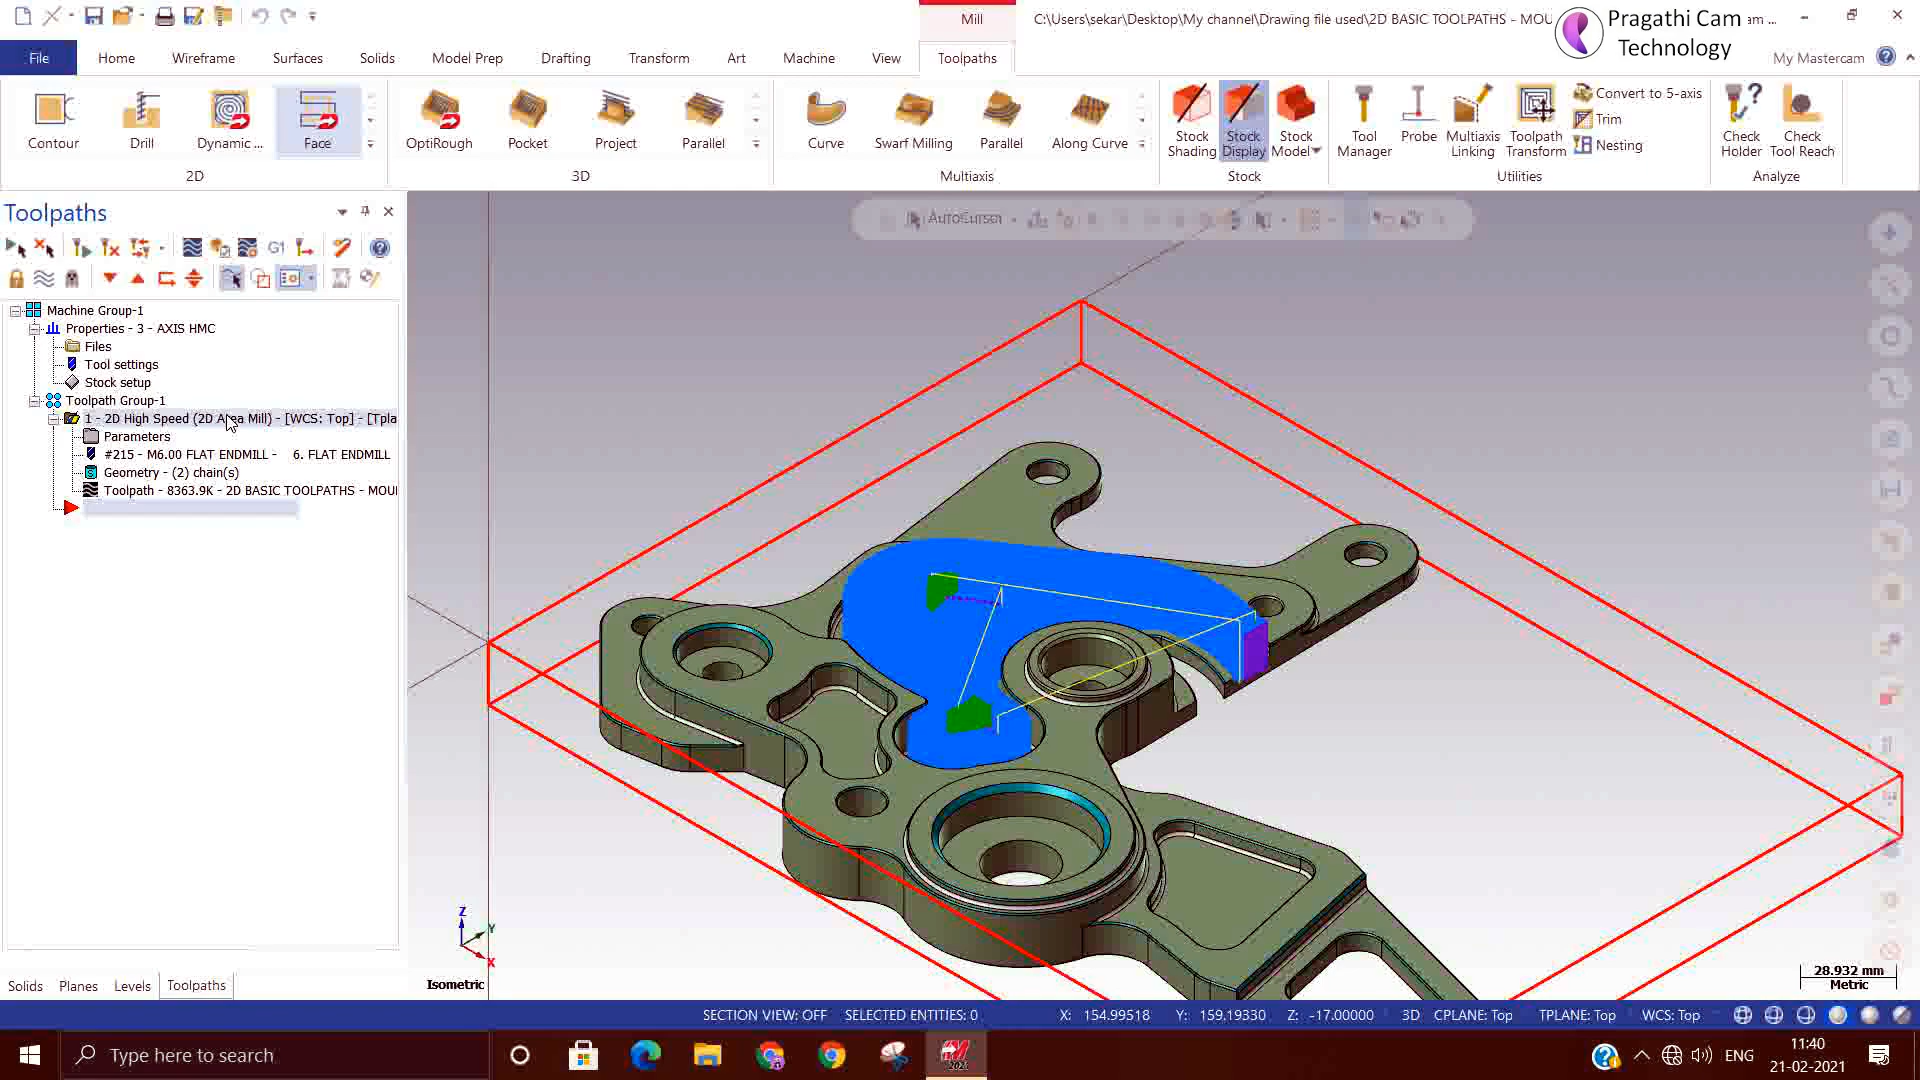 Mill
C:\Users\sekar\Desktop\My channel\Drawing file used\2D BASIC TOOLPATHS - MOU
am ...
Pragathi Cam
Technology
File
Home
Wireframe
Surfaces
Solids
Model Prep
Drafting
Transform
Art
Machine
View
Toolpaths
My Mastercam
Contour
Drill
Dynamic ...
Face
OptiRough
Pocket
Project
Parallel
Curve
Swarf Milling
Parallel
Along Curve
Stock Shading
Stock Display
Stock Model
Tool Manager
Probe
Multiaxis Linking
Toolpath Transform
Convert to 5-axis
Trim
Nesting
Check Holder
Check Tool Reach
2D
3D
Multiaxis
Stock
Utilities
Analyze
Toolpaths
AutoCursor
G1
Machine Group-1
Properties - 3 - AXIS HMC
Files
Tool settings
Stock setup
Toolpath Group-1
1 - 2D High Speed (2D Area Mill) - [WCS: Top] - [Tpla
Parameters
#215 - M6.00 FLAT ENDMILL - 6. FLAT ENDMILL
Geometry - (2) chain(s)
Toolpath - 8363.9K - 2D BASIC TOOLPATHS - MOU
Z
Y
X
Isometric
28.932 mm
Metric
Solids
Planes
Levels
Toolpaths
SECTION VIEW: OFF
SELECTED ENTITIES: 0
X: 154.99518
Y: 159.19330
Z: -17.00000
3D
CPLANE: Top
TPLANE: Top
WCS: Top
Type here to search
2021
ENG
11:40
21-02-2021